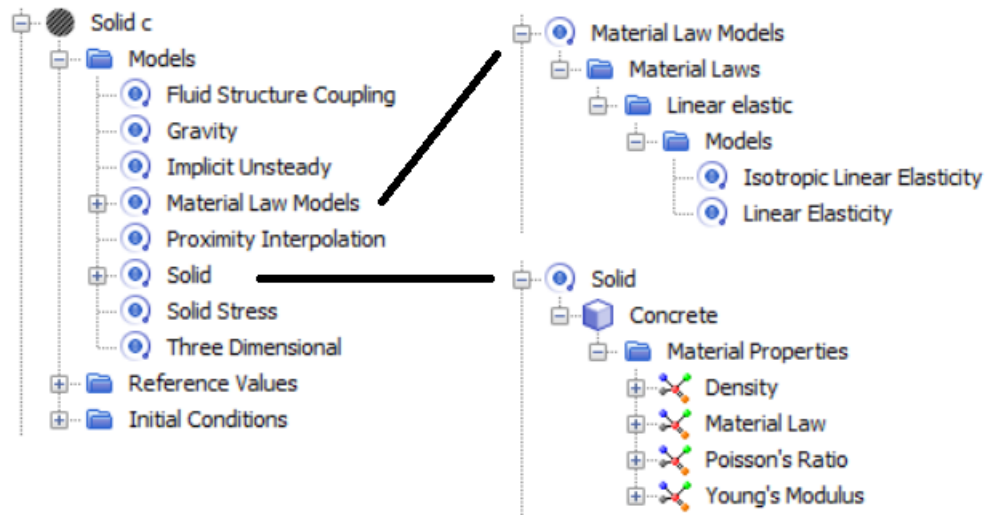 Solid c
Models
Fluid Structure Coupling
Gravity
Implicit Unsteady
Material Law Models
Proximity Interpolation
Solid
Solid Stress
Three Dimensional
Reference Values
Initial Conditions
Material Law Models
Material Laws
Linear elastic
Models
Isotropic Linear Elasticity
Linear Elasticity
Solid
Concrete
Material Properties
Density
Material Law
Poisson's Ratio
Young's Modulus